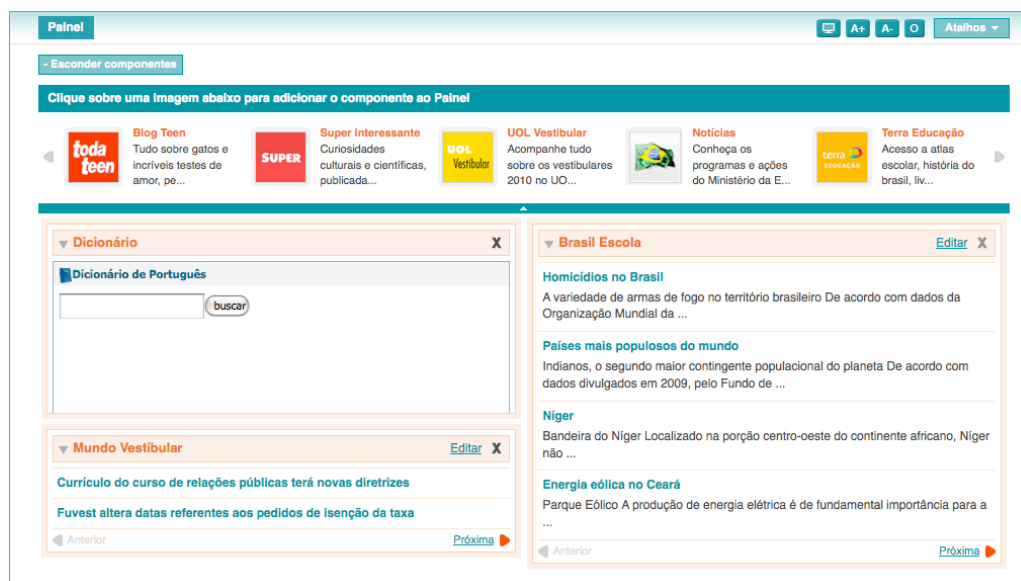 Painel
A+ A- O Atalhos
- Esconder componentes
Clique sobre uma imagem abaixo para adicionar o componente ao Painel
toda
teen
Blog Teen
Tudo sobre gatos e
incríveis testes de
amor, pe...
SUPER
Super Interessante
Curiosidades
culturais e científicas,
publicada...
UOL
Vestibular
UOL Vestibular
Acompanhe tudo
sobre os vestibulares
2010 no UO...
Notícias
Conheça os
programas e ações
do Ministério da E...
terra
EDUCAÇÃO
Terra Educação
Acesso a atlas
escolar, história do
brasil, liv...
Dicionário X
Dicionário de Português
buscar
Mundo Vestibular Editar X
Currículo do curso de relações públicas terá novas diretrizes
Fuvest altera datas referentes aos pedidos de isenção da taxa
Anterior Próxima
Brasil Escola Editar X
Homicídios no Brasil
A variedade de armas de fogo no território brasileiro De acordo com dados da
Organização Mundial da ...
Países mais populosos do mundo
Indianos, o segundo maior contingente populacional do planeta De acordo com
dados divulgados em 2009, pelo Fundo de ...
Níger
Bandeira do Níger Localizado na porção centro-oeste do continente africano, Níger
não ...
Energia eólica no Ceará
Parque Eólico A produção de energia elétrica é de fundamental importância para a
...
Anterior Próxima